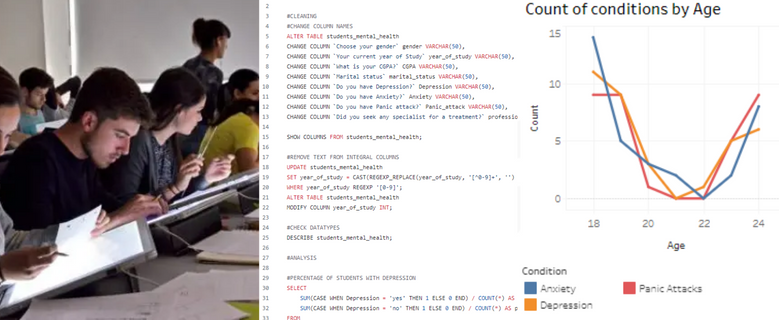 2
3 #CLEANING
4 #CHANGE COLUMN NAMES
5 ALTER TABLE students_mental_health
6 CHANGE COLUMN `Choose your gender` gender VARCHAR(50),
7 CHANGE COLUMN `Your current year of Study` year_of_study VARCHAR(50),
8 CHANGE COLUMN `What is your CGPA?` CGPA VARCHAR(50),
9 CHANGE COLUMN `Marital status` marital_status VARCHAR(50),
10 CHANGE COLUMN `Do you have Depression?` Depression VARCHAR(50),
11 CHANGE COLUMN `Do you have Anxiety?` Anxiety VARCHAR(50),
12 CHANGE COLUMN `Do you have Panic attack?` Panic_attack VARCHAR(50),
13 CHANGE COLUMN `Did you seek any specialist for a treatment?` professio
14
15 SHOW COLUMNS FROM students_mental_health;
16
17 #REMOVE TEXT FROM INTEGRAL COLUMNS
18 UPDATE students_mental_health
19 SET year_of_study = CAST(REGEXP_REPLACE(year_of_study, '[^0-9]+', '')
20 WHERE year_of_study REGEXP '[0-9]';
21 ALTER TABLE students_mental_health
22 MODIFY COLUMN year_of_study INT;
23
24 #CHECK DATATYPES
25 DESCRIBE students_mental_health;
26
27 #ANALYSIS
28
29 #PERCENTAGE OF STUDENTS WITH DEPRESSION
30 SELECT
31 SUM(CASE WHEN Depression = 'yes' THEN 1 ELSE 0 END) / COUNT(*) AS
32 SUM(CASE WHEN Depression = 'no' THEN 1 ELSE 0 END) / COUNT(*) AS p
33 FROM
Count of conditions by Age
15
10
5
0
Count
18 20 22 24
Age
Condition
Anxiety Panic Attacks
Depression